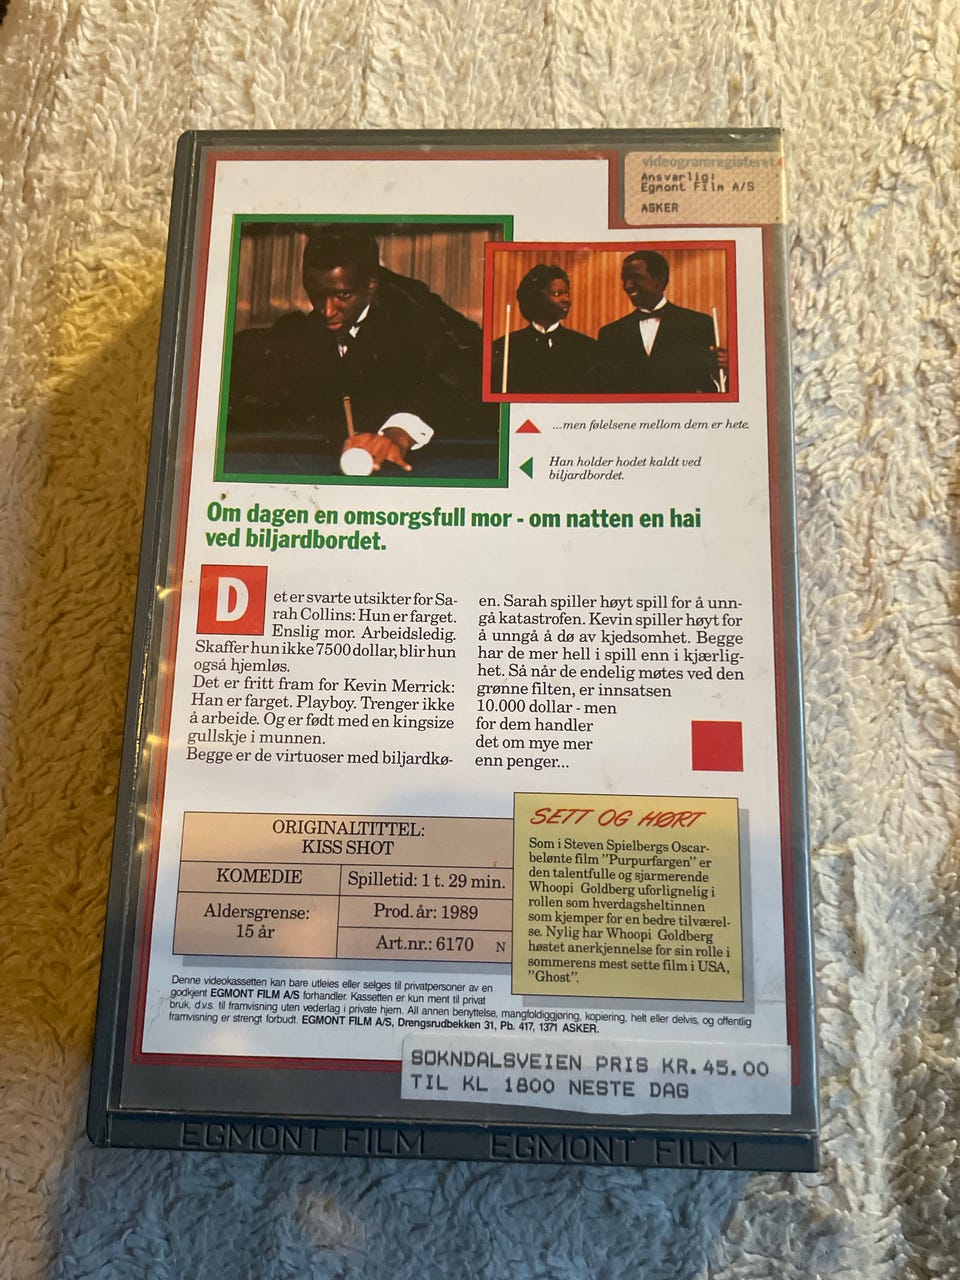 videogramregisteret
Ansvarlig:
Egmont Film A/S
ASKER
...men følelsene mellom dem er hete.
Han holder hodet kaldt ved
biljardbordet.
Om dagen en omsorgsfull mor - om natten en hai
ved biljardbordet.
Det er svarte utsikter for Sa-
rah Collins: Hun er farget.
Enslig mor. Arbeidsledig.
Skaffer hun ikke 7500 dollar, blir hun
også hjemløs.
Det er fritt fram for Kevin Merrick:
Han er farget. Playboy. Trenger ikke
å arbeide. Og er født med en kingsize
gullskje i munnen.
Begge er de virtuoser med biljardkø-
en. Sarah spiller høyt spill for å unn-
gå katastrofen. Kevin spiller høyt for
å unngå å dø av kjedsomhet. Begge
har de mer hell i spill enn i kjærlig-
het. Så når de endelig møtes ved den
grønne filten, er innsatsen
10.000 dollar - men
for dem handler
det om mye mer
enn penger...
ORIGINALTITTEL:
KISS SHOT
KOMEDIE
Spilletid: 1 t. 29 min.
Aldersgrense:
15 år
Prod. år: 1989
Art.nr.: 6170 N
SETT OG HØRT
Som i Steven Spielbergs Oscar-
belønte film "Purpurfargen" er
den talentfulle og sjarmerende
Whoopi Goldberg uforlignelig i
rollen som hverdagsheltinnen
som kjemper for en bedre tilværel-
se. Nylig har Whoopi Goldberg
høstet anerkjennelse for sin rolle i
sommerens mest sette film i USA,
"Ghost".
Denne videokassetten kan bare utleies eller selges til privatpersoner av en
godkjent EGMONT FILM A/S forhandler. Kassetten er kun ment til privat
bruk, d.v.s. til framvisning uten vederlag i private hjem. All annen benyttelse, mangfoldiggjøring, kopiering, helt eller delvis, og offentlig
framvisning er strengt forbudt. EGMONT FILM A/S, Drengsrudbekken 31, Pb. 417, 1371 ASKER.
SOKNDALSVEIEN PRIS KR.45.00
TIL KL 1800 NESTE DAG
EGMONT FILM EGMONT FILM